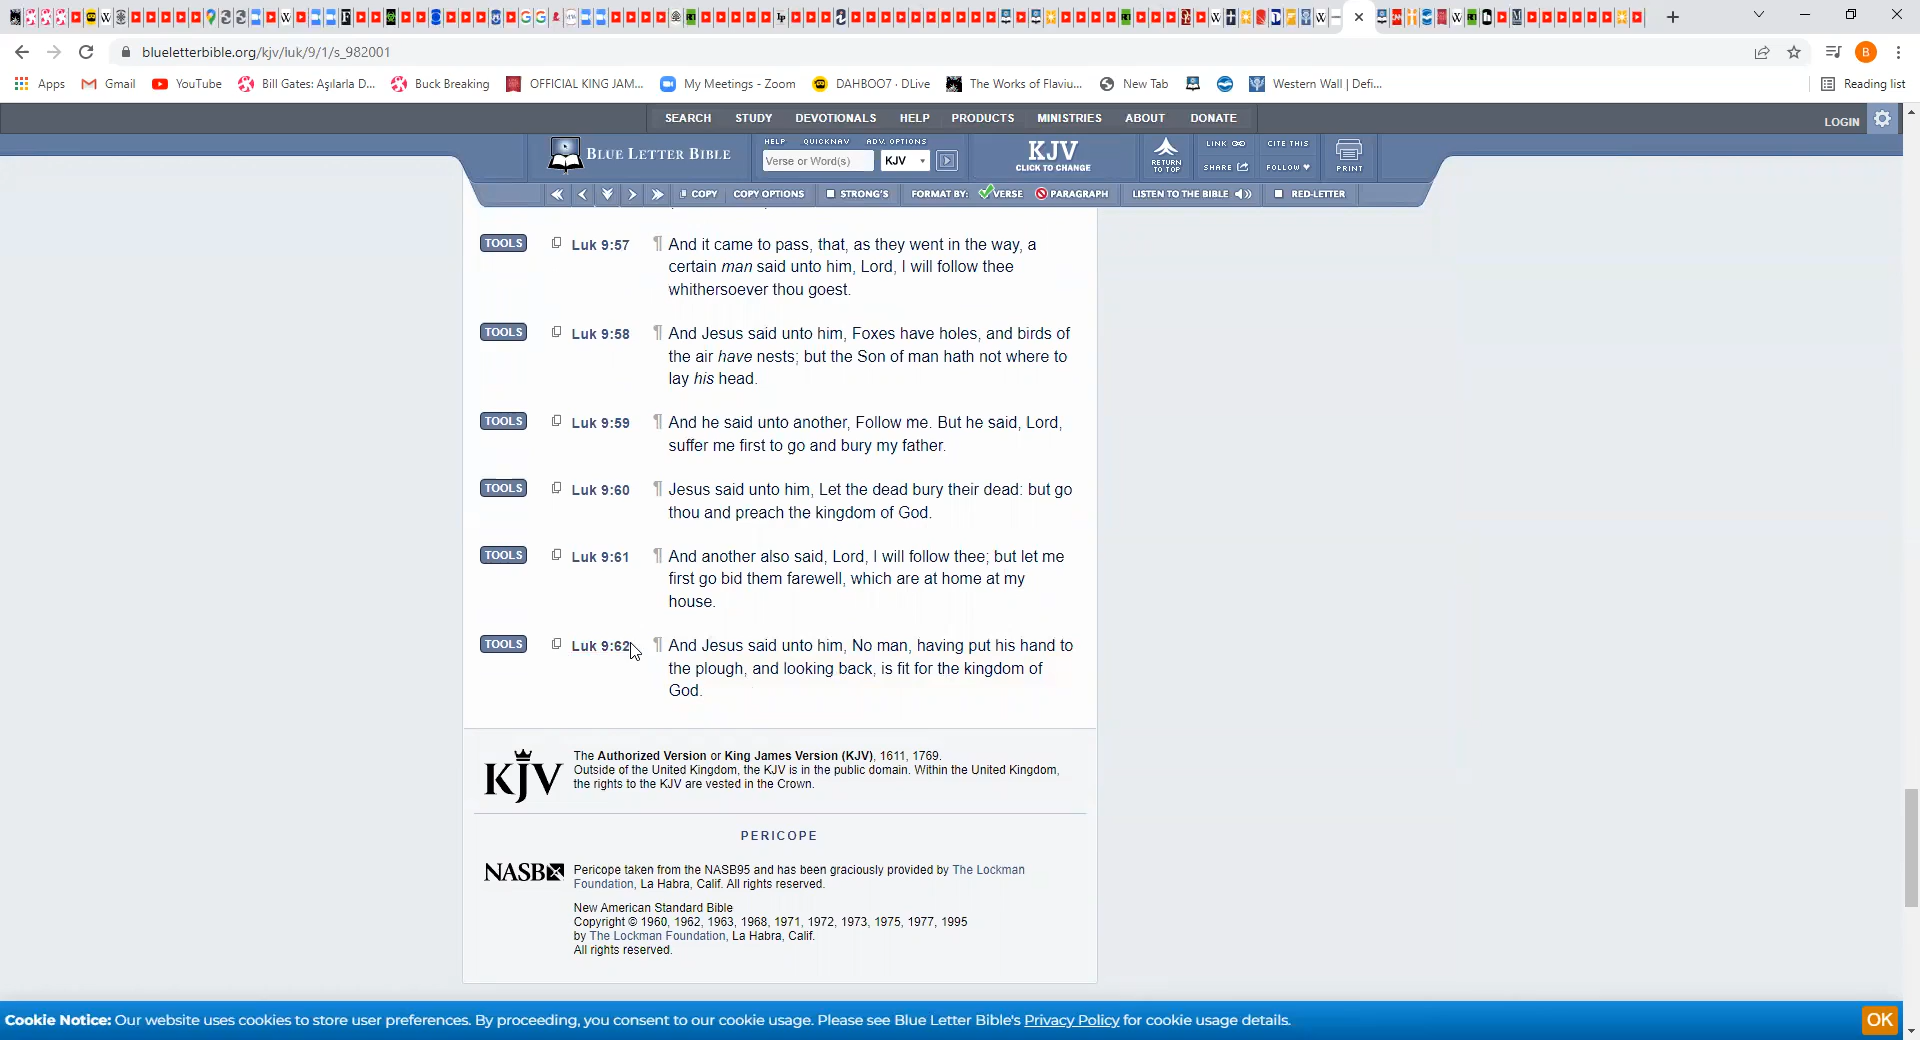 blueletterbible.org/kjv/luk/9/1/s_982001
B
Apps Gmail YouTube Bill Gates: Aşılarla D... Buck Breaking OFFICIAL KING JAM... My Meetings - Zoom DAHBOO7 · DLive The Works of Flaviu... New Tab Western Wall | Defi... Reading list
SEARCH STUDY DEVOTIONALS HELP PRODUCTS MINISTRIES ABOUT DONATE LOGIN
HELP QUICKNAV ADV. OPTIONS
BLUE LETTER BIBLE Verse or Word(s) KJV
KJV
CLICK TO CHANGE
RETURN
TO TOP
LINK CITE THIS
SHARE FOLLOW
PRINT
COPY COPY OPTIONS STRONG'S FORMAT BY: VERSE PARAGRAPH LISTEN TO THE BIBLE RED-LETTER
TOOLS Luk 9:57 ¶ And it came to pass, that, as they went in the way, a
certain man said unto him, Lord, I will follow thee
whithersoever thou goest.
TOOLS Luk 9:58 ¶ And Jesus said unto him, Foxes have holes, and birds of
the air have nests; but the Son of man hath not where to
lay his head.
TOOLS Luk 9:59 ¶ And he said unto another, Follow me. But he said, Lord,
suffer me first to go and bury my father.
TOOLS Luk 9:60 ¶ Jesus said unto him, Let the dead bury their dead: but go
thou and preach the kingdom of God.
TOOLS Luk 9:61 ¶ And another also said, Lord, I will follow thee; but let me
first go bid them farewell, which are at home at my
house.
TOOLS Luk 9:62 ¶ And Jesus said unto him, No man, having put his hand to
the plough, and looking back, is fit for the kingdom of
God.
KJV
The Authorized Version or King James Version (KJV), 1611, 1769.
Outside of the United Kingdom, the KJV is in the public domain. Within the United Kingdom,
the rights to the KJV are vested in the Crown.
PERICOPE
NASB
Pericope taken from the NASB95 and has been graciously provided by The Lockman
Foundation, La Habra, Calif. All rights reserved.
New American Standard Bible
Copyright © 1960, 1962, 1963, 1968, 1971, 1972, 1973, 1975, 1977, 1995
by The Lockman Foundation, La Habra, Calif.
All rights reserved.
Cookie Notice: Our website uses cookies to store user preferences. By proceeding, you consent to our cookie usage. Please see Blue Letter Bible's Privacy Policy for cookie usage details. OK